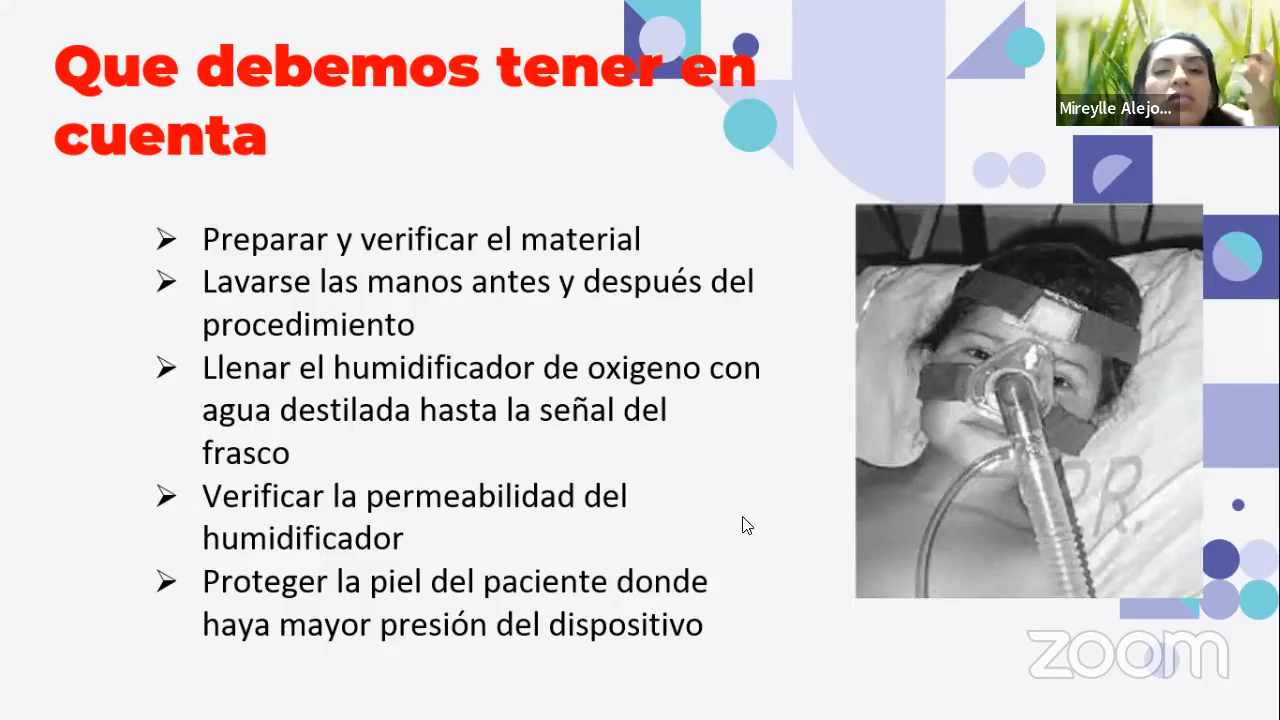 Que debemos tener en
cuenta
Mireylle Alejo...
➢ Preparar y verificar el material
➢ Lavarse las manos antes y después del
procedimiento
➢ Llenar el humidificador de oxigeno con
agua destilada hasta la señal del
frasco
➢ Verificar la permeabilidad del
humidificador
➢ Proteger la piel del paciente donde
haya mayor presión del dispositivo
PR.
zoom